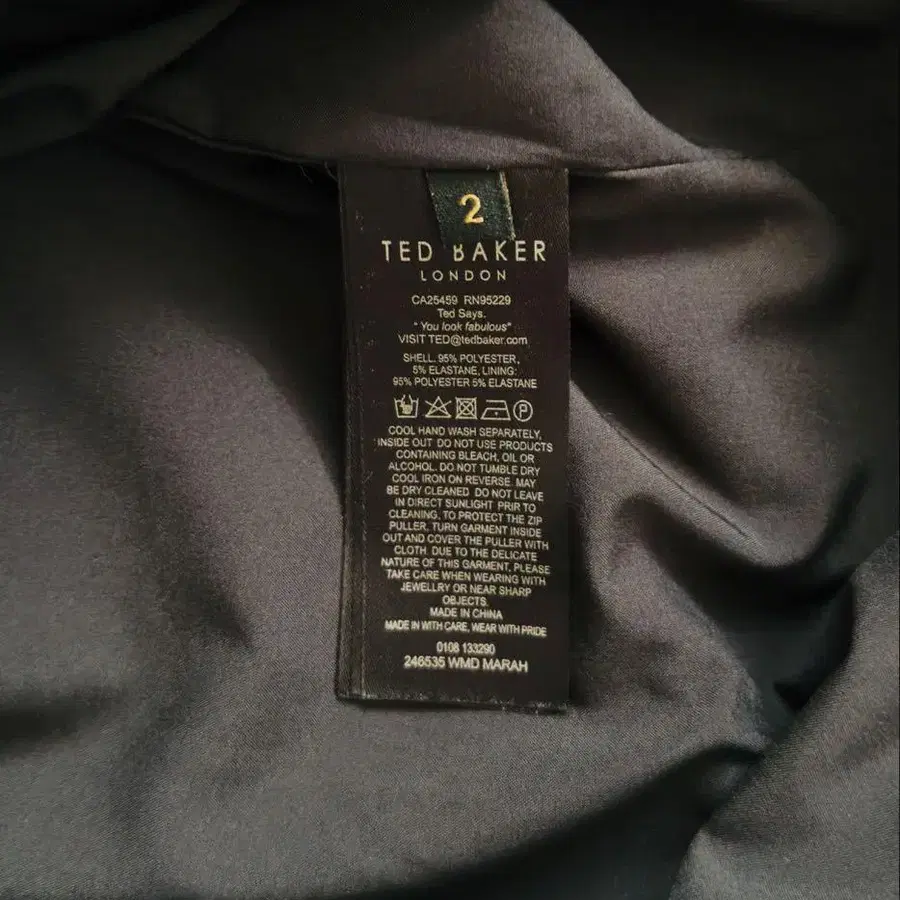 2
TED BAKER
LONDON
CA25459 RN95229
Ted Says.
"You look fabulous"
VISIT TED@tedbaker.com
SHELL. 95% POLYESTER,
5% ELASTANE, LINING:
95% POLYESTER 5% ELASTANE
P
COOL HAND WASH SEPARATELY,
INSIDE OUT DO NOT USE PRODUCTS
CONTAINING BLEACH, OIL OR
ALCOHOL. DO NOT TUMBLE DRY
COOL IRON ON REVERSE MAY
BE DRY CLEANED DO NOT LEAVE
IN DIRECT SUNLIGHT PRIR TO
CLEANING, TO PROTECT THE ZIP
PULLER, TURN GARMENT INSIDE
OUT AND COVER THE PULLER WITH
CLOTH DUE TO THE DELICATE
NATURE OF THIS GARMENT, PLEASE
TAKE CARE WHEN WEARING WITH
JEWELLRY OR NEAR SHARP
OBJECTS.
MADE IN CHINA
MADE IN WITH CARE, WEAR WITH PRIDE
0108 133290
246535 WMD MARAH